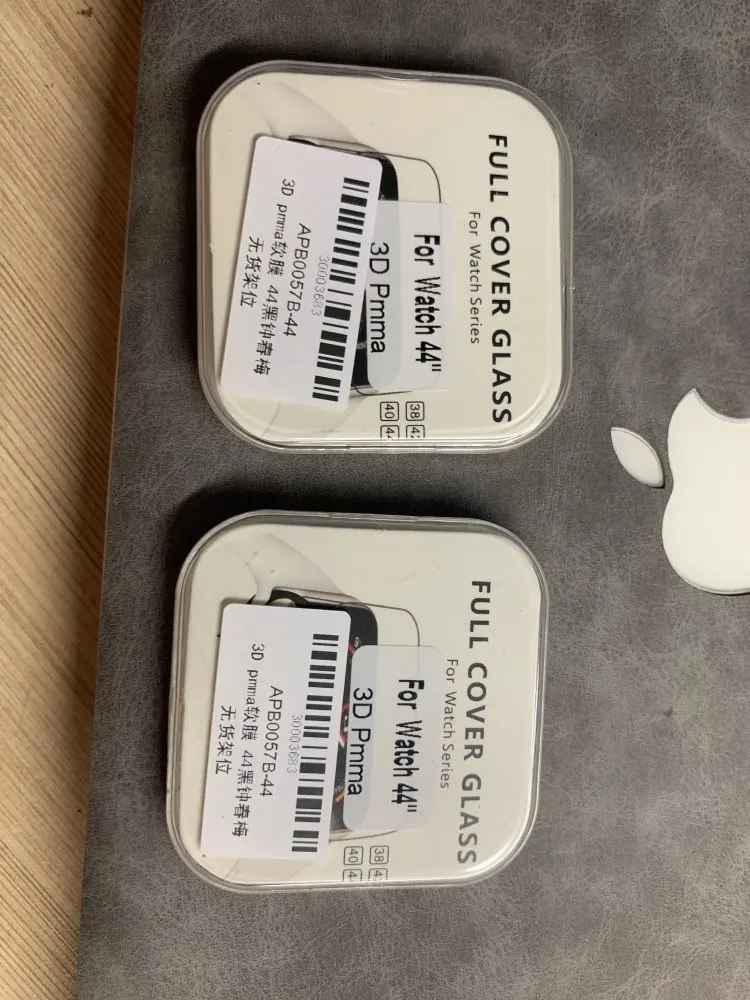 FULL COVER GLASS
For Watch Series
For Watch 44"
3D Pmma
38 42
40 44
30003683
APB0057B-44
3D pmma软膜 44黑钟春梅
无货架位
FULL COVER GLASS
For Watch Series
For Watch 44"
3D Pmma
38
40
30003683
APB0057B-44
3D pmma软膜 44黑钟春梅
无货架位